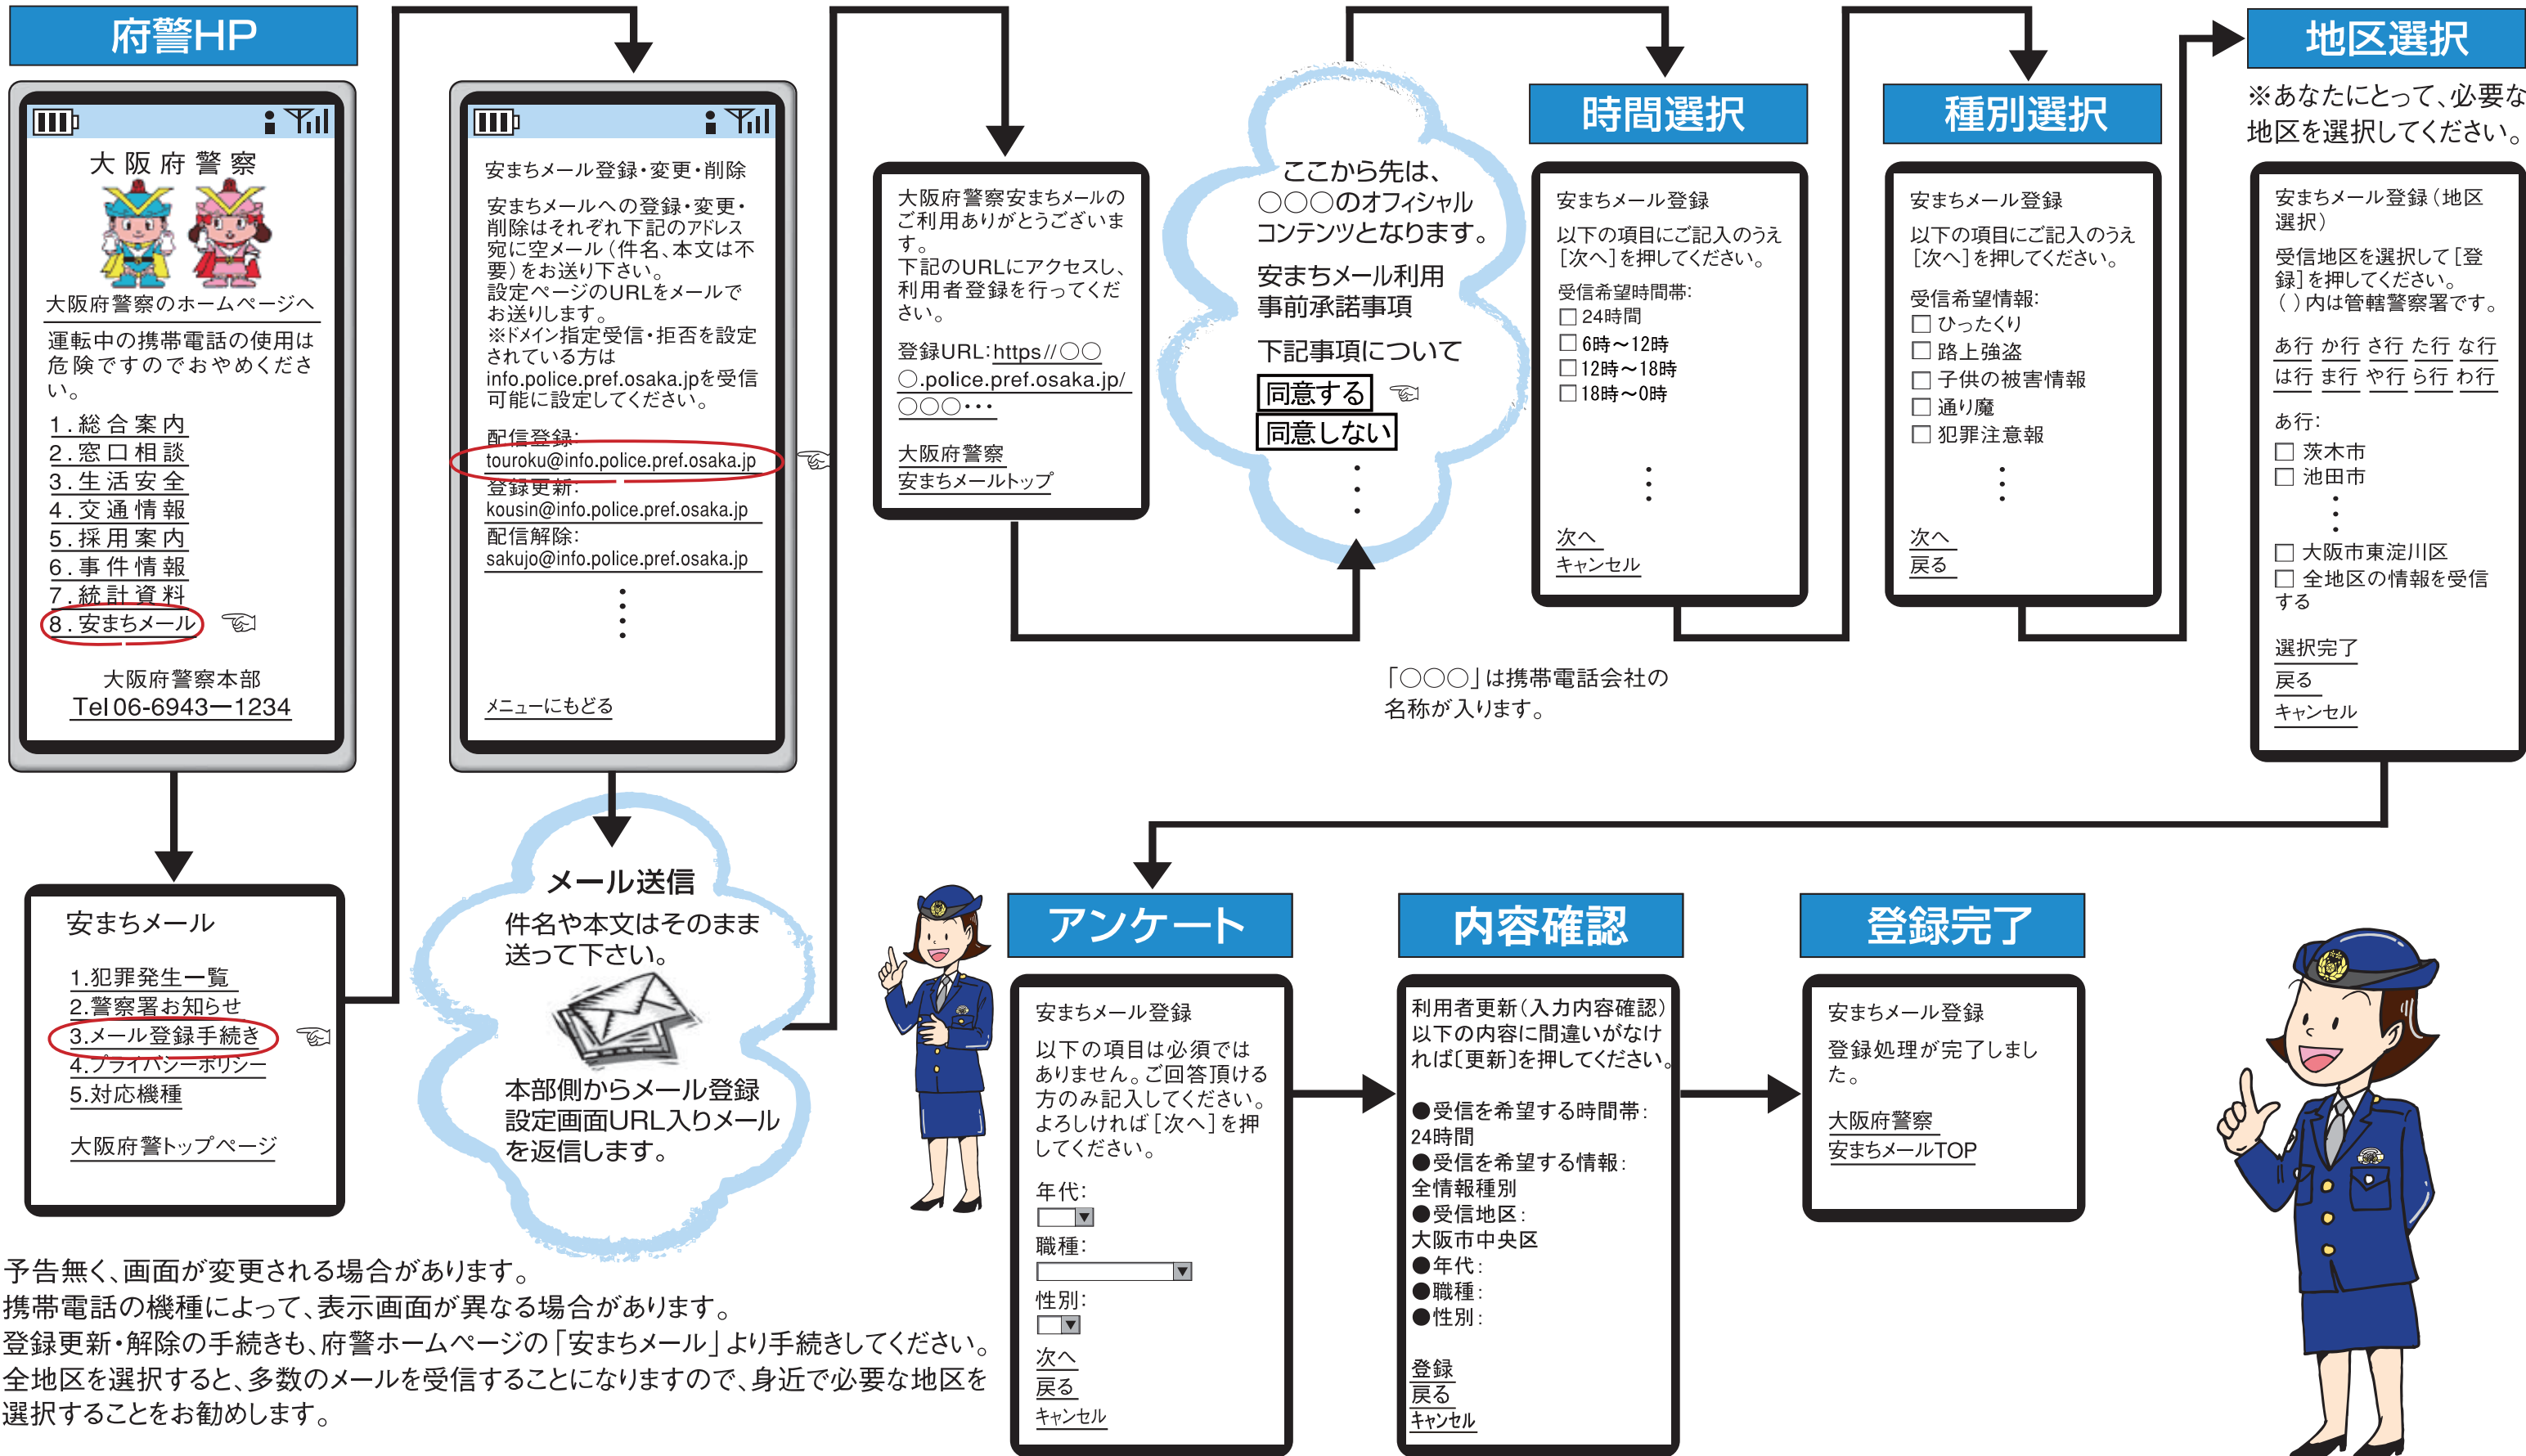 府警HP
大阪府警察
大阪府警察のホームページへ
運転中の携帯電話の使用は
危険ですのでおやめくださ
い。
1.総合案内
2.窓口相談
3.生活安全
4.交通情報
5.採用案内
6.事件情報
7.統計資料
8.安まちメール
大阪府警察本部
Tel 06-6943ー1234
安まちメール
1.犯罪発生一覧
2.警察署お知らせ
3.メール登録手続き
4.プライバシーポリシー
5.対応機種
大阪府警トップページ
安まちメール登録・変更・削除
安まちメールへの登録・変更・
削除はそれぞれ下記のアドレス
宛に空メール(件名、本文は不
要)をお送り下さい。
設定ページのURLをメールで
お送りします。
※ドメイン指定受信・拒否を設定
されている方は
info.police.pref.osaka.jpを受信
可能に設定してください。
配信登録:
touroku@info.police.pref.osaka.jp
登録更新:
kousin@info.police.pref.osaka.jp
配信解除:
sakujo@info.police.pref.osaka.jp
メニューにもどる
メール送信
件名や本文はそのまま
送って下さい。
本部側からメール登録
設定画面URL入りメール
を返信します。
大阪府警察安まちメールの
ご利用ありがとうございま
す。
下記のURLにアクセスし、
利用者登録を行ってくだ
さい。
登録URL:https//○○
○.police.pref.osaka.jp/
○○○・・・
大阪府警察
安まちメールトップ
ここから先は、
○○○のオフィシャル
コンテンツとなります。
安まちメール利用
事前承諾事項
下記事項について
同意する
同意しない
「○○○」は携帯電話会社の
名称が入ります。
時間選択
安まちメール登録
以下の項目にご記入のうえ
[次へ]を押してください。
受信希望時間帯:
□24時間
□6時〜12時
□12時〜18時
□18時〜0時
次へ
キャンセル
種別選択
安まちメール登録
以下の項目にご記入のうえ
[次へ]を押してください。
受信希望情報:
□ひったくり
□路上強盗
□子供の被害情報
□通り魔
□犯罪注意報
次へ
戻る
地区選択
※あなたにとって、必要な
地区を選択してください。
安まちメール登録(地区
選択)
受信地区を選択して[登
録]を押してください。
( )内は管轄警察署です。
あ行 か行 さ行 た行 な行
は行 ま行 や行 ら行 わ行
あ行:
□ 茨木市
□ 池田市
□ 大阪市東淀川区
□ 全地区の情報を受信
する
選択完了
戻る
キャンセル
アンケート
安まちメール登録
以下の項目は必須では
ありません。ご回答頂ける
方のみ記入してください。
よろしければ[次へ]を押
してください。
年代:
職種:
性別:
次へ
戻る
キャンセル
内容確認
利用者更新(入力内容確認)
以下の内容に間違いがなけ
れば〔更新〕を押してください。
●受信を希望する時間帯:
24時間
●受信を希望する情報:
全情報種別
●受信地区:
大阪市中央区
●年代:
●職種:
●性別:
登録
戻る
キャンセル
登録完了
安まちメール登録
登録処理が完了しまし
た。
大阪府警察
安まちメールTOP
予告無く、画面が変更される場合があります。
携帯電話の機種によって、表示画面が異なる場合があります。
登録更新・解除の手続きも、府警ホームページの「安まちメール」より手続きしてください。
全地区を選択すると、多数のメールを受信することになりますので、身近で必要な地区を
選択することをお勧めします。